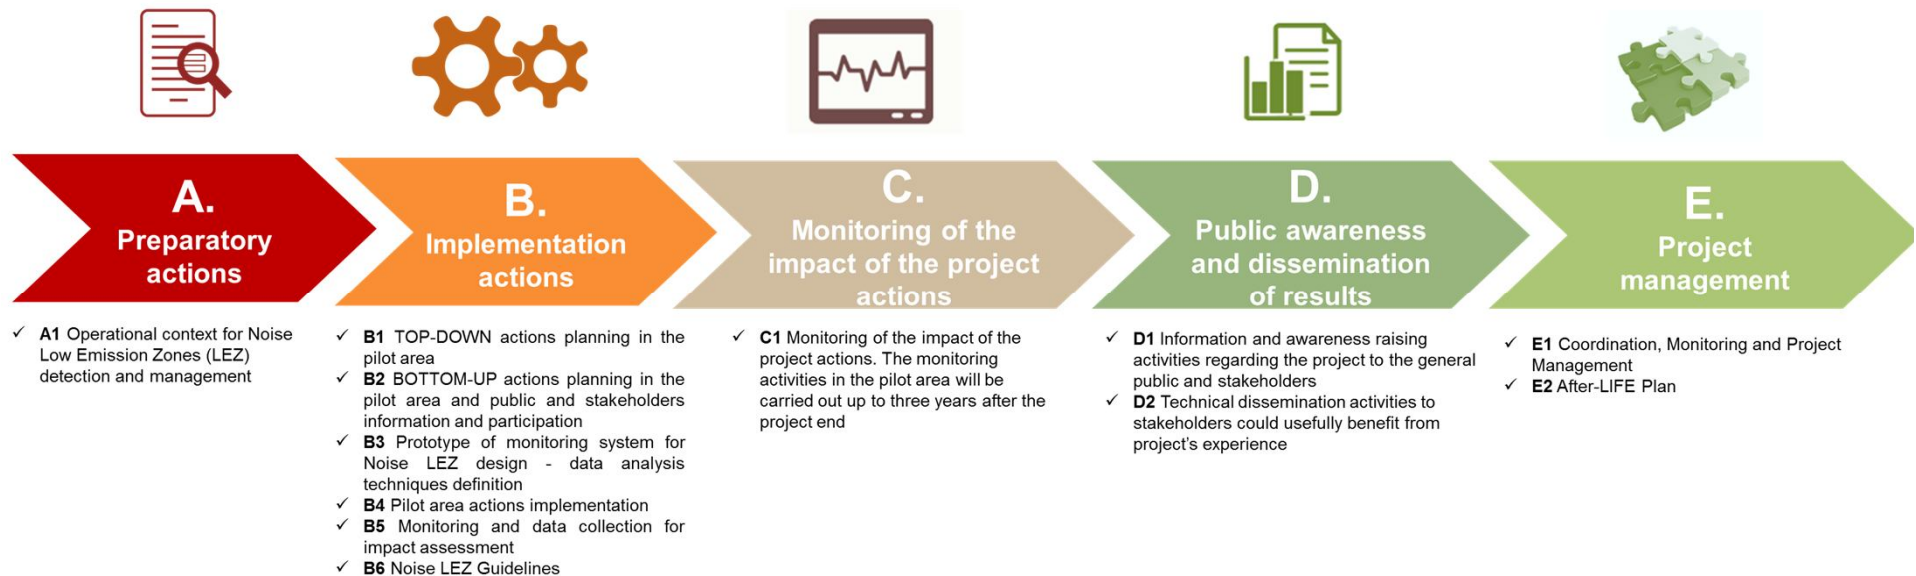 A.
Preparatory
actions
B.
Implementation
actions
C.
Monitoring of the
impact of the project
actions
D.
Public awareness
and dissemination
of results
E.
Project
management
✓ A1 Operational context for Noise
Low Emission Zones (LEZ)
detection and management
✓ B1 TOP-DOWN actions planning in the
pilot area
✓ B2 BOTTOM-UP actions planning in the
pilot area and public and stakeholders
information and participation
✓ B3 Prototype of monitoring system for
Noise LEZ design - data analysis
techniques definition
✓ B4 Pilot area actions implementation
✓ B5 Monitoring and data collection for
impact assessment
✓ B6 Noise LEZ Guidelines
✓ C1 Monitoring of the impact of the
project actions. The monitoring
activities in the pilot area will be
carried out up to three years after the
project end
✓ D1 Information and awareness raising
activities regarding the project to the general
public and stakeholders
✓ D2 Technical dissemination activities to
stakeholders could usefully benefit from
project's experience
✓ E1 Coordination, Monitoring and Project
Management
✓ E2 After-LIFE Plan